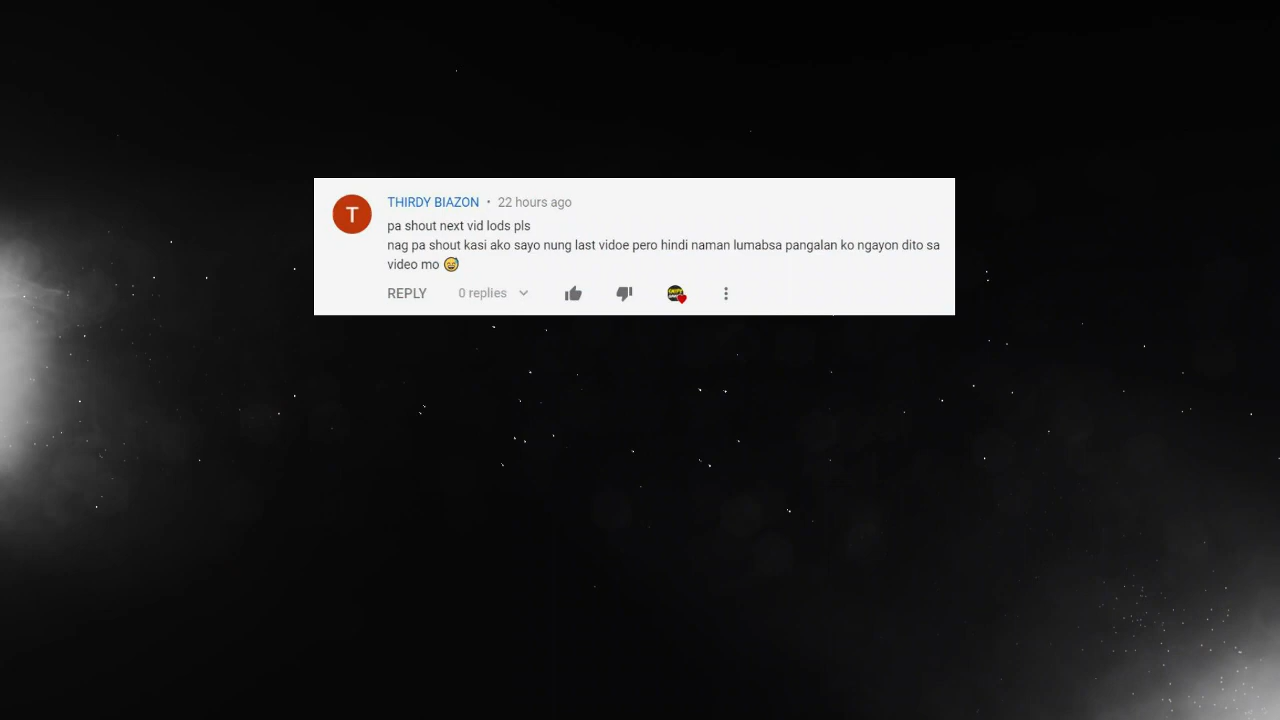 T
THIRDY BIAZON • 22 hours ago
pa shout next vid lods pls
nag pa shout kasi ako sayo nung last vidoe pero hindi naman lumabsa pangalan ko ngayon dito sa
video mo 😅
REPLY 0 replies